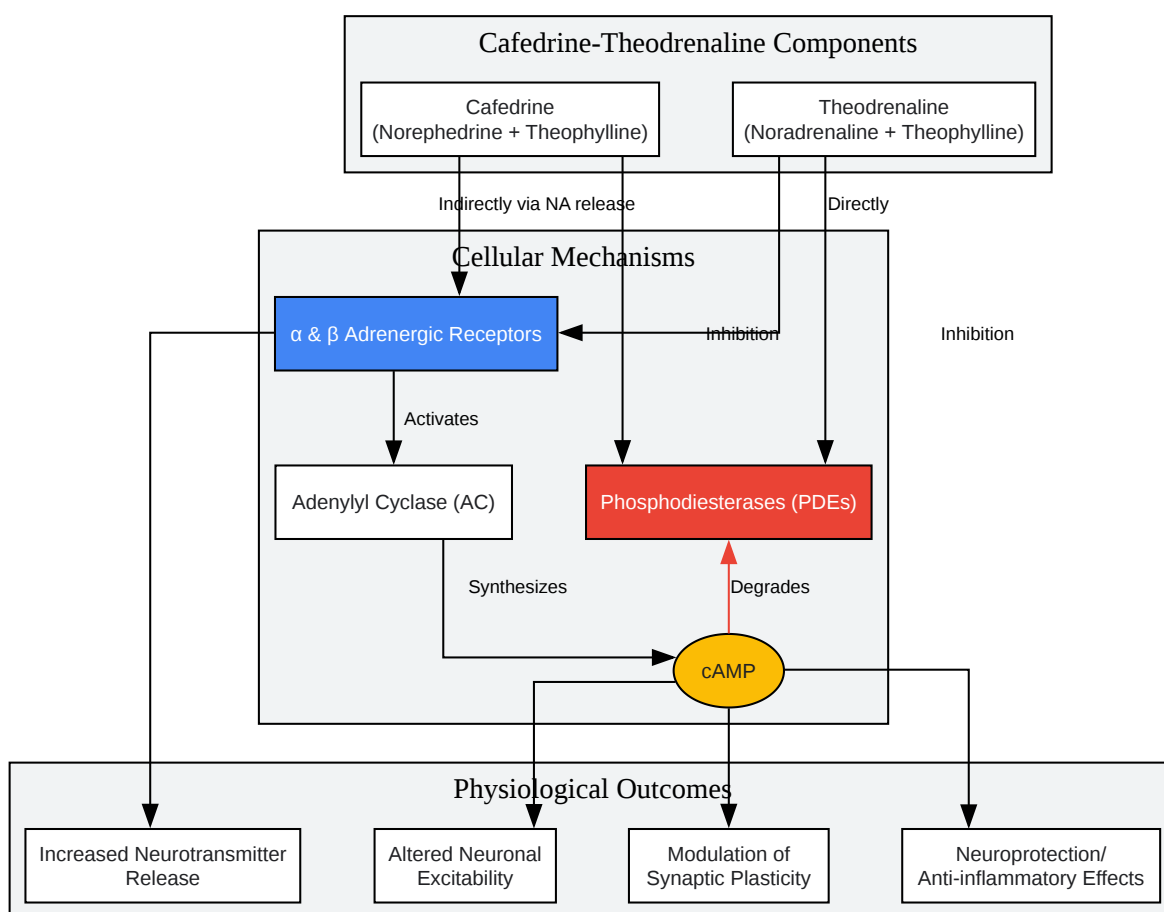 Cafedrine-Theodrenaline Components
Cafedrine
(Norephedrine + Theophylline)
Theodrenaline
(Noradrenaline + Theophylline)
Indirectly via NA release
Directly
Cellular Mechanisms
α & β Adrenergic Receptors
Inhibition
Inhibition
Activates
Adenylyl Cyclase (AC)
Phosphodiesterases (PDEs)
Synthesizes
Degrades
cAMP
Physiological Outcomes
Increased Neurotransmitter
Release
Altered Neuronal
Excitability
Modulation of
Synaptic Plasticity
Neuroprotection/
Anti-inflammatory Effects